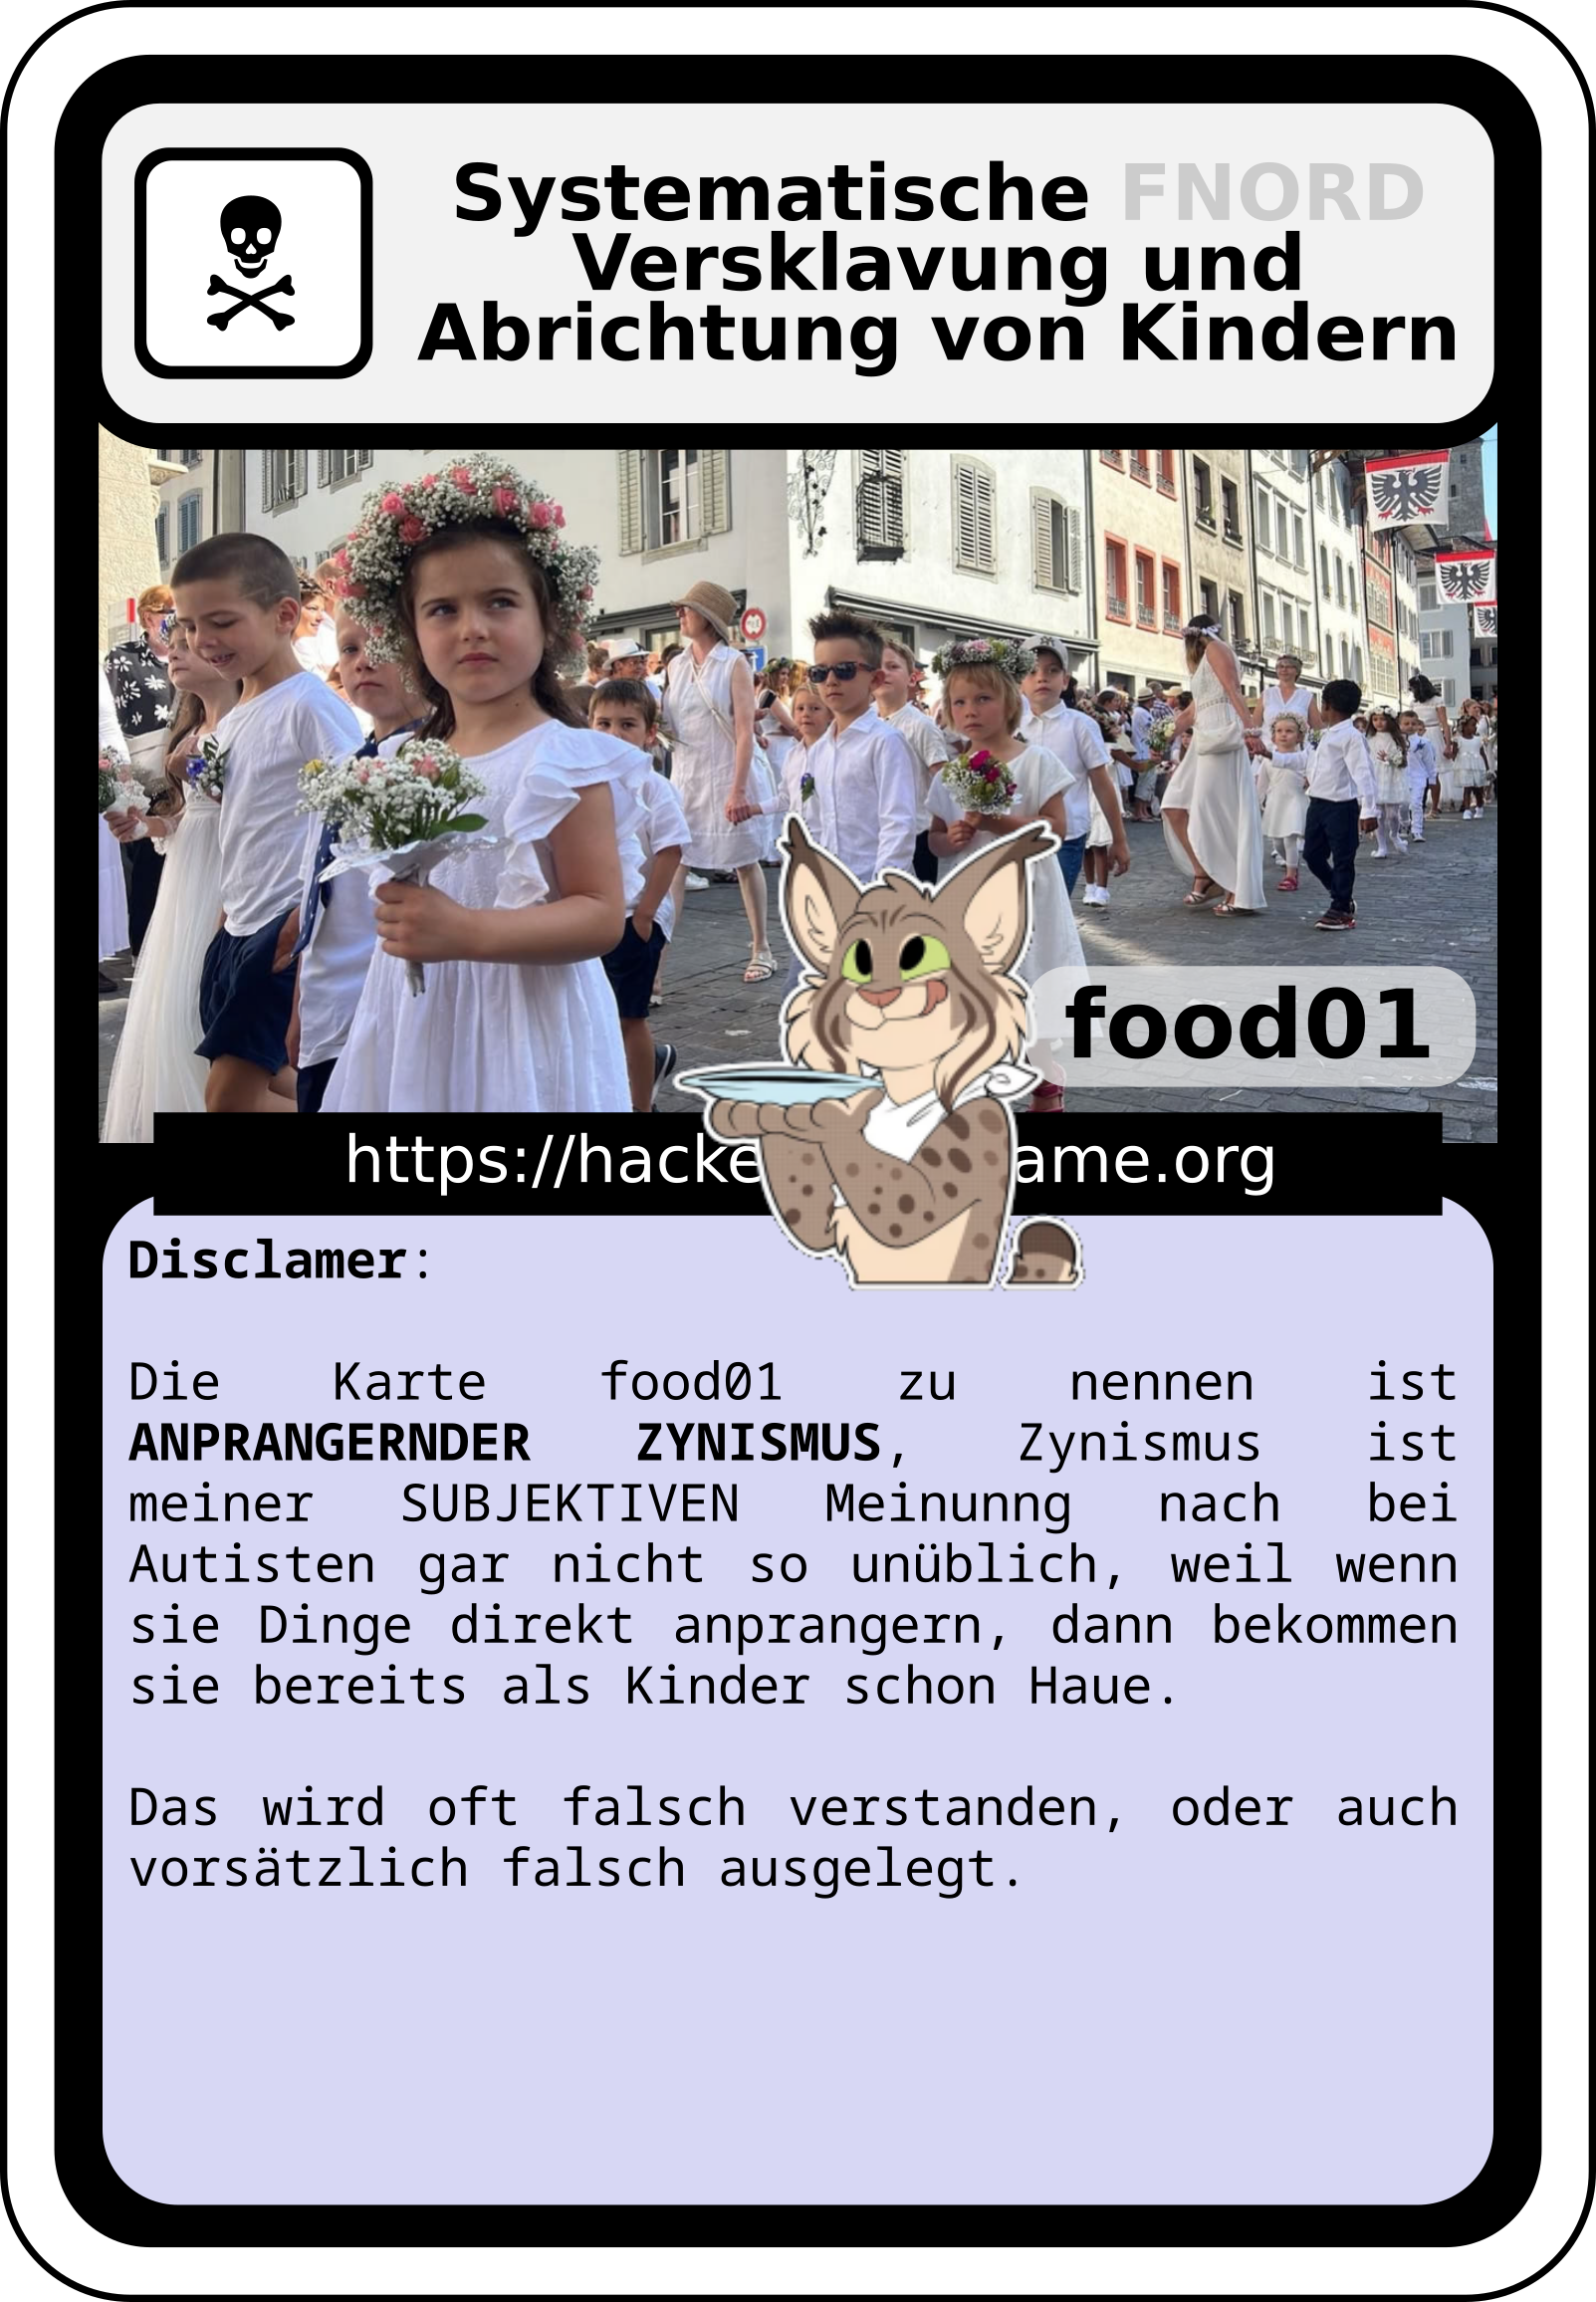 Systematische FNORD
Versklavung und
Abrichtung von Kindern
food01
https://hacke ame.org
Disclamer:
Die Karte food01 zu nennen ist
ANPRANGERNDER ZYNISMUS, Zynismus ist
meiner SUBJEKTIVEN Meinunng nach bei
Autisten gar nicht so unüblich, weil wenn
sie Dinge direkt anprangern, dann bekommen
sie bereits als Kinder schon Haue.
Das wird oft falsch verstanden, oder auch
vorsätzlich falsch ausgelegt.